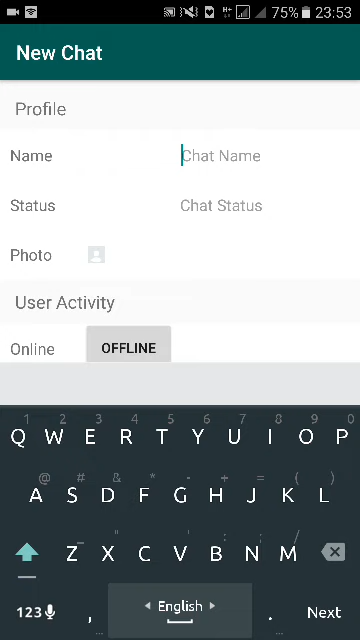 75% 23:53
New Chat
Profile
Name Chat Name
Status Chat Status
Photo
User Activity
Online OFFLINE
1 2 3 4 5 6 7 8 9 0
Q W E R T Y U I O P
@ # & * - + = ( )
A S D F G H J K L
_ " ' : ; /
Z X C V B N M
123 , English . Next